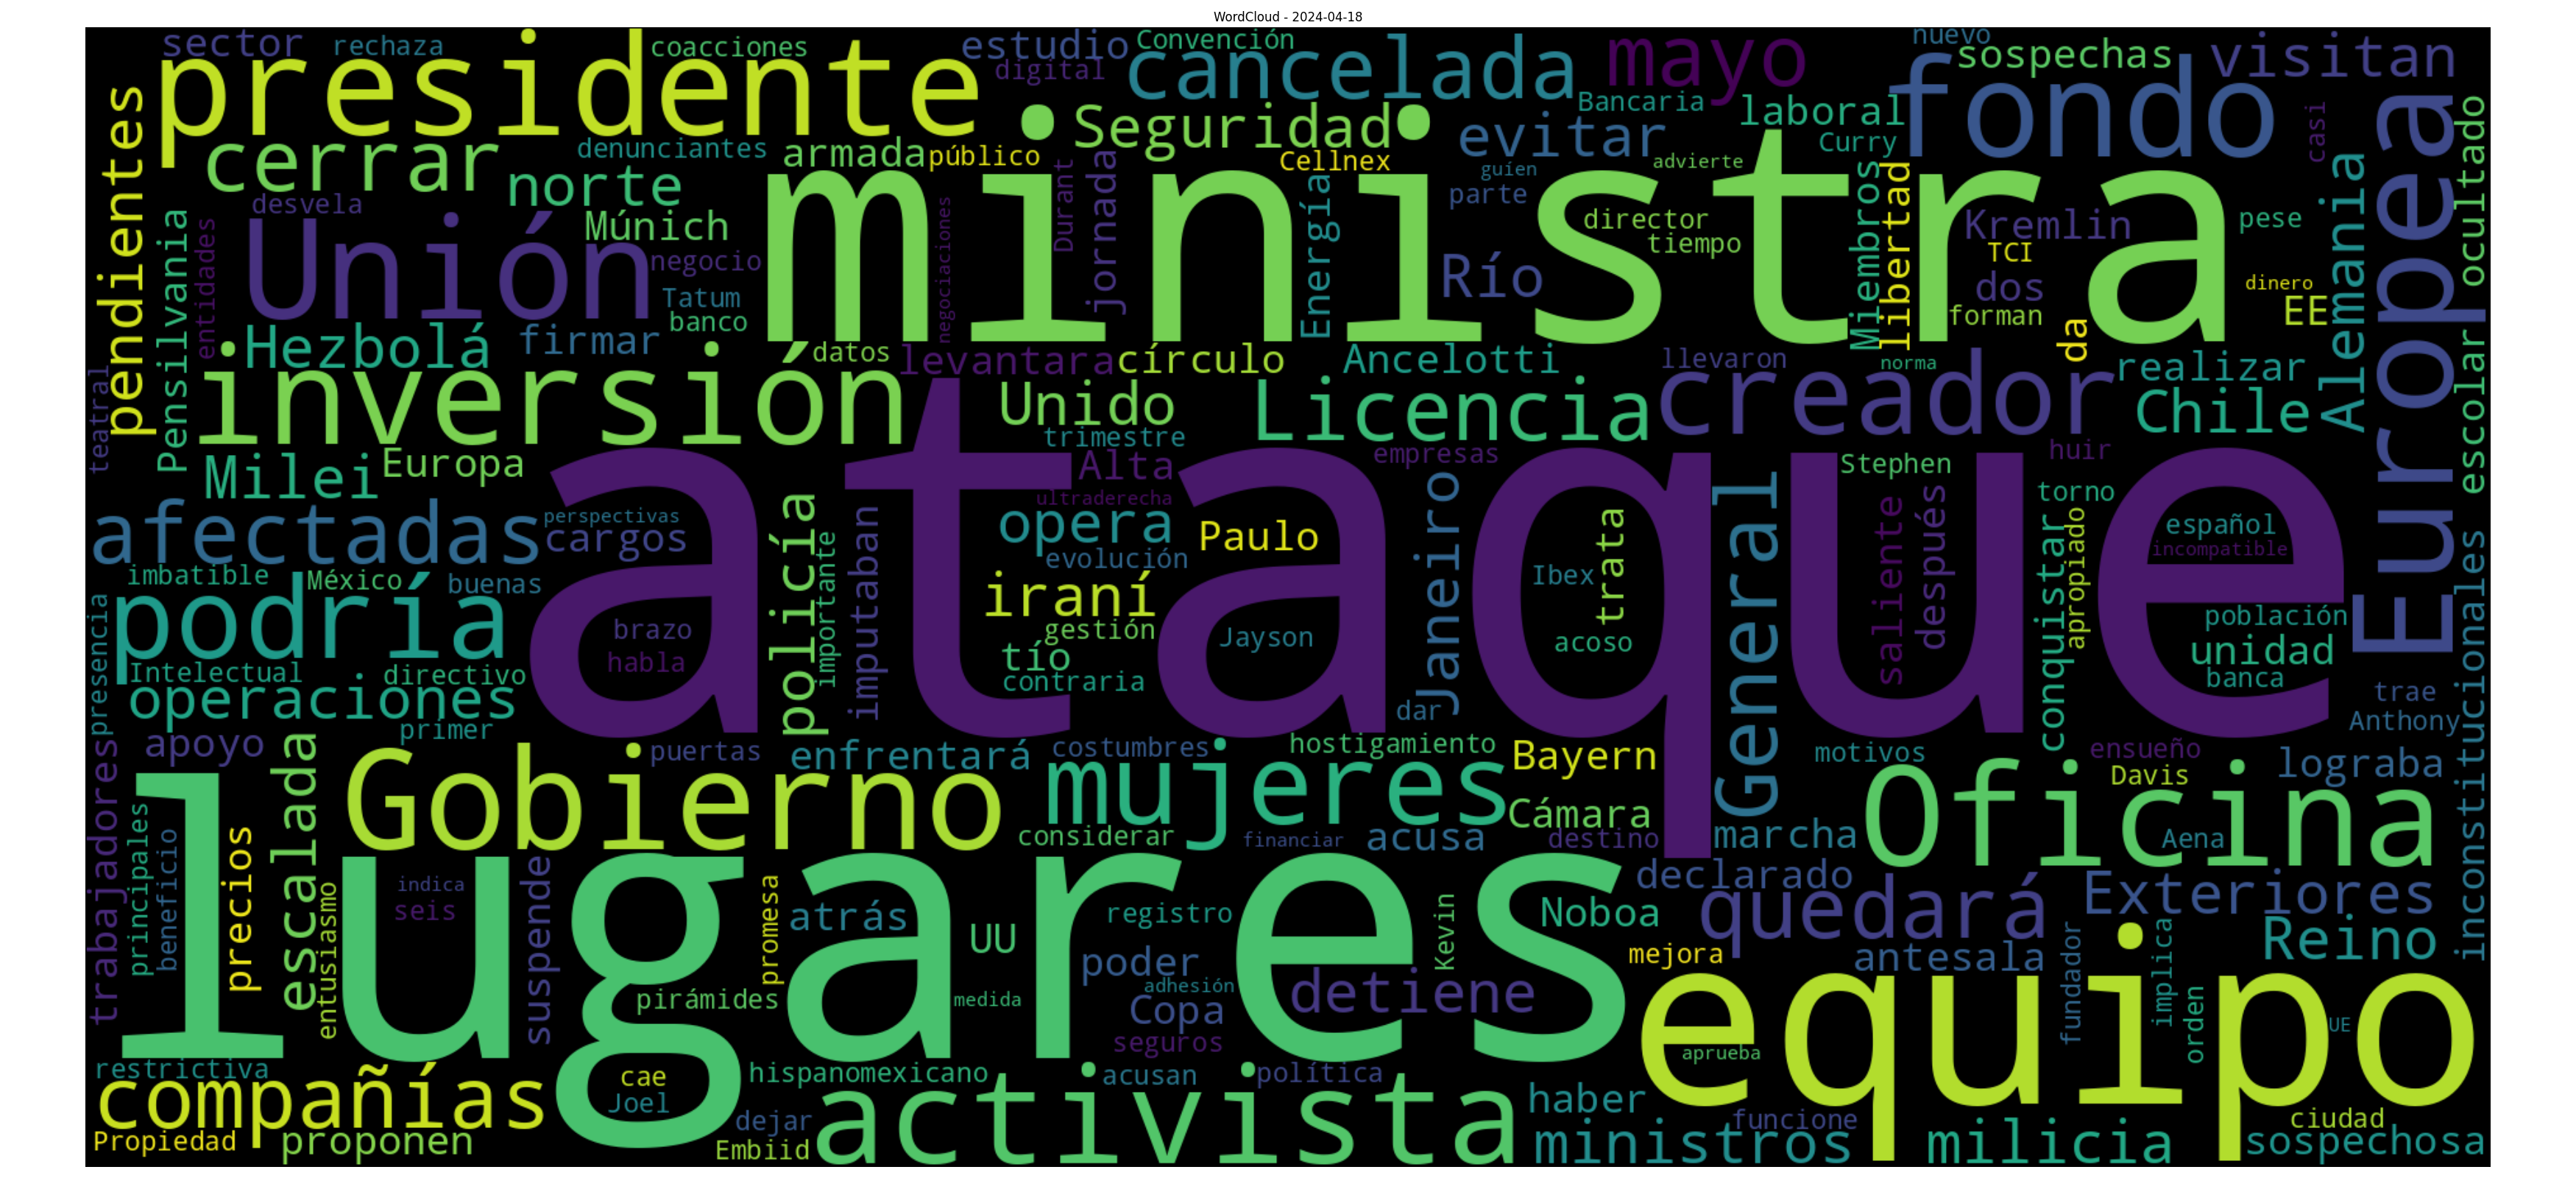 WordCloud - 2024-04-18
sector
rechaza
coacciones
estudio
Convención
digital
cancelada
mayo
nuevo
sospechas
visitan
presidente
fondo
pendientes
cerrar
norte
denunciantes
armada
público
Seguridad
Cellnex
evitar
Bancaria
laboral
Curry
casi
Europea
ocultado
desvela
Unión
Múnich
negocio
Pensilvania
entidades
Tatum
banco
negociaciones
ministra
Durant
jornada
Energía
guíen
parte
advierte
director
tiempo
Río
Miembros
libertad
Kremlin
TCI
dos
forman
da
pese
dinero
EE
Alemania
escolar
Hezbolá
firmar
datos
levantara
círculo
Ancelotti
llevaron
norma
realizar
teatral
inversión
Unido
trimestre
Licencia
creador
Chile
Milei
Europa
Alta
empresas
ultraderecha
Stephen
huir
ataque
afectadas
perspectivas
cargos
policía
importante
imputaban
opera
evolución
Paulo
Janeiro
Ibex
trata
General
saliente
después
torno
conquistar
apropiado
español
incompatible
imbatible
México
buenas
iraní
gestión
Jayson
acoso
población
unidad
banca
presencia
podría
brazo
habla
tío
contraria
Intelectual
directivo
operaciones
primer
dar
trae
Anthony
inconstitucionales
apoyo
escalada
puertas
enfrentará
costumbres
hostigamiento
Bayern
motivos
ensueño
Davis
lograba
trabajadores
principales
beneficio
precios
Gobierno
mujeres
Cámara
considerar
financiar
acusa
destino
marcha
Oficina
Aena
lugares
indica
seis
entusiasmo
suspende
promesa
atrás
UU
registro
Kevin
Noboa
declarado
quedará
Exteriores
Reino
poder
adhesión
Copa
seguros
detiene
mejora
antesala
fundador
implica
orden
pirámides
medida
equipo
UE
aprueba
restrictiva
compañías
cae
Joel
hispanomexicano
acusan
política
haber
funcione
ciudad
Propiedad
proponen
dejar
Embiid
activista
ministros
milicia
sospechosa